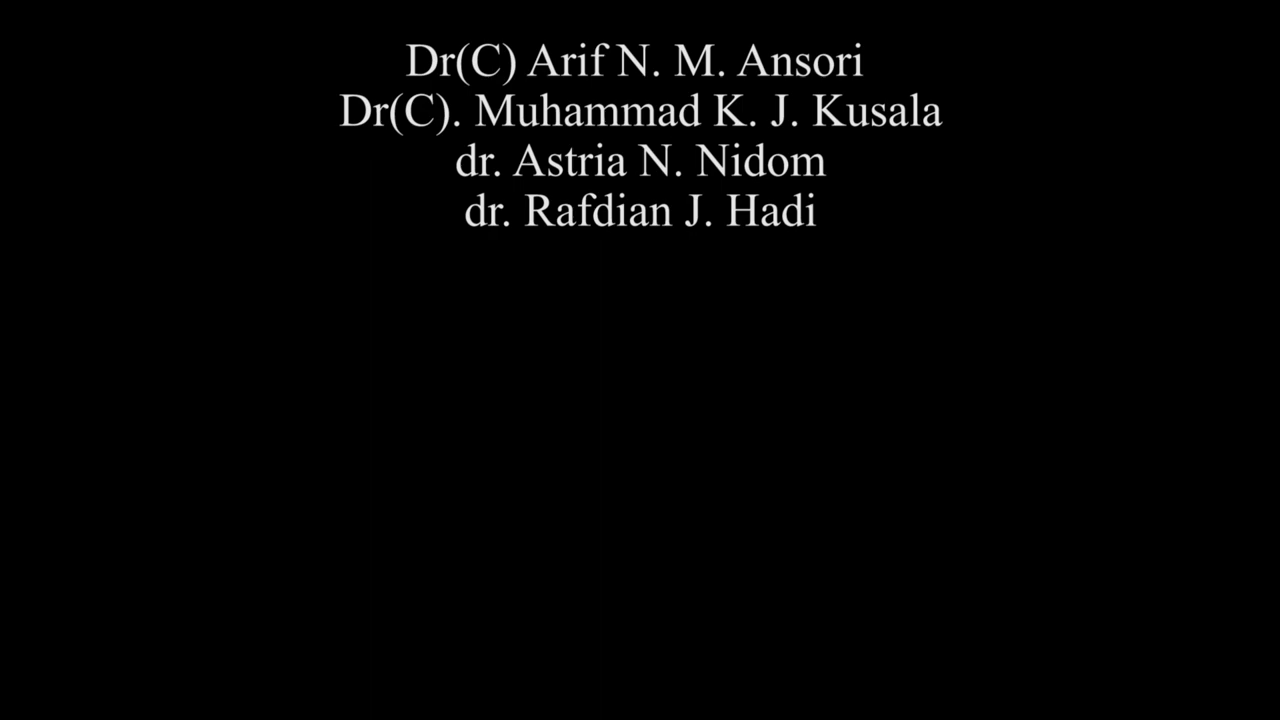 Dr(C) Arif N. M. Ansori
Dr(C). Muhammad K. J. Kusala
dr. Astria N. Nidom
dr. Rafdian J. Hadi